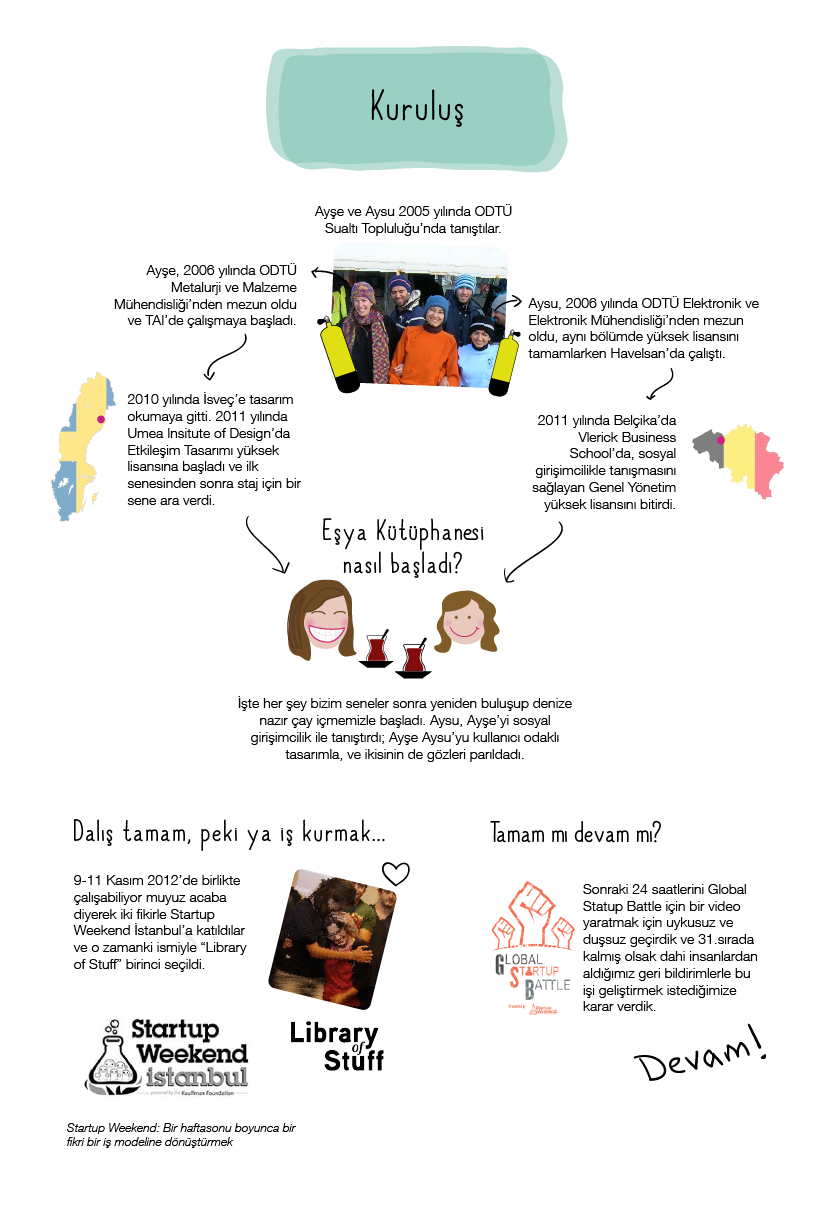 Kuruluş
Ayşe ve Aysu 2005 yılında ODTÜ
Sualtı Topluluğu’nda tanıştılar.
Ayşe, 2006 yılında ODTÜ
Metalurji ve Malzeme
Mühendisliği’nden mezun oldu
ve TAI’de çalışmaya başladı.
Aysu, 2006 yılında ODTÜ Elektronik ve
Elektronik Mühendisliği’nden mezun
oldu, aynı bölümde yüksek lisansını
tamamlarken Havelsan’da çalıştı.
2010 yılında İsveç’e tasarım
okumaya gitti. 2011 yılında
Umea Insitute of Design’da
Etkileşim Tasarımı yüksek
lisansına başladı ve ilk
senesinden sonra staj için bir
sene ara verdi.
2011 yılında Belçika’da
Vlerick Business
School’da, sosyal
girişimcilikle tanışmasını
sağlayan Genel Yönetim
yüksek lisansını bitirdi.
Eşya Kütüphanesi
nasıl başladı?
İşte her şey bizim seneler sonra yeniden buluşup denize
nazır çay içmemizle başladı. Aysu, Ayşe’yi sosyal
girişimcilik ile tanıştırdı; Ayşe Aysu’yu kullanıcı odaklı
tasarımla, ve ikisinin de gözleri parıldadı.
Dalış tamam, peki ya iş kurmak...
9-11 Kasım 2012’de birlikte
çalışabiliyor muyuz acaba
diyerek iki fikirle Startup
Weekend İstanbul’a katıldılar
ve o zamanki ismiyle “Library
of Stuff” birinci seçildi.
Startup
Weekend
istanbul
powered by the Kauffman Foundation
Library
of
Stuff
Startup Weekend: Bir haftasonu boyunca bir
fikri bir iş modeline dönüştürmek
Tamam mı devam mı?
GLOBAL
STARTUP
BATTLE
Sonraki 24 saatlerini Global
Statup Battle için bir video
yaratmak için uykusuz ve
duşsuz geçirdik ve 31.sırada
kalmış olsak dahi insanlardan
aldığımız geri bildirimlerle bu
işi geliştirmek istediğimize
karar verdik.
Devam!